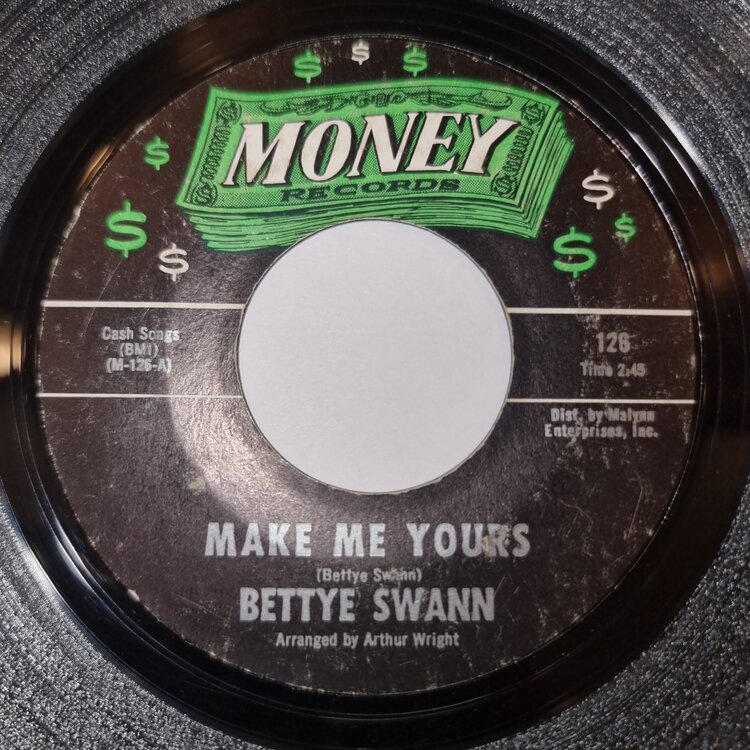 $ $ $
MONEY
RECORDS
$ $
$ $
$ $
Cash Songs
(BMI)
(M-126-A)
126
Time 2:45
Dist. by Malynn
Enterprises, Inc.
MAKE ME YOURS
(Bettye Swann)
BETTYE SWANN
Arranged by Arthur Wright